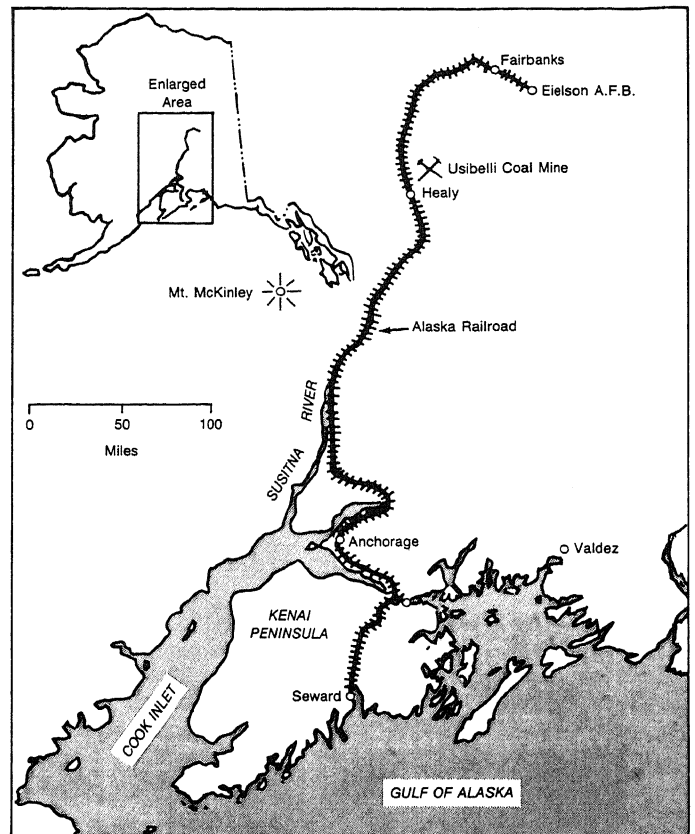 Fairbanks
Eielson A.F.B.
Enlarged
Area
Usibelli Coal Mine
Healy
Mt. McKinley
Alaska Railroad
RIVER
0 50 100
Miles
SUSITNA
Anchorage
Valdez
KENAI
PENINSULA
Seward
COOK INLET
GULF OF ALASKA